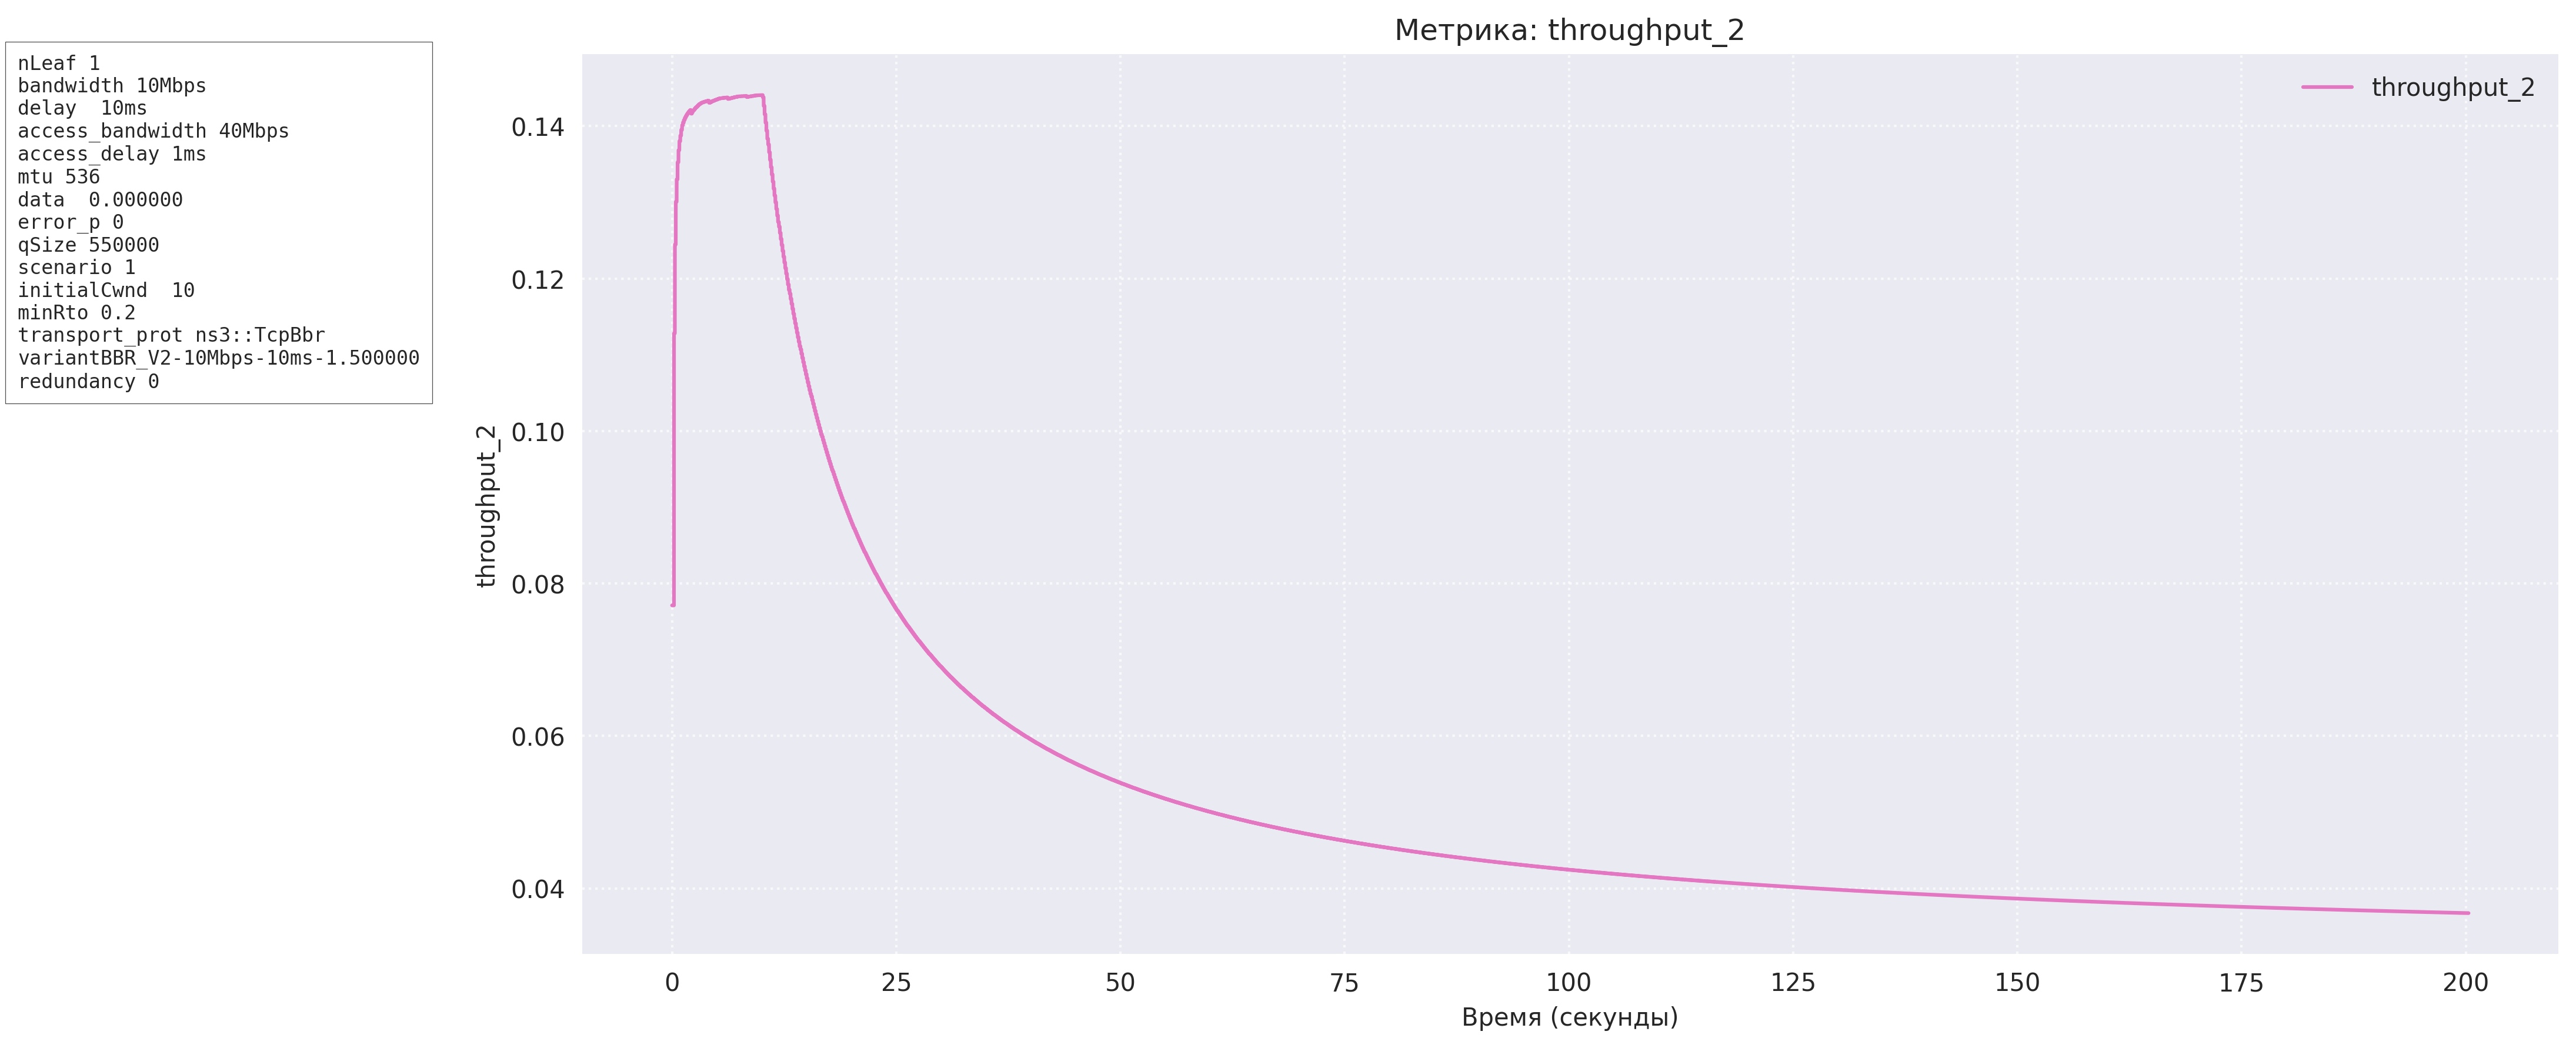 Метрика: throughput_2
nLeaf 1
bandwidth 10Mbps
delay  10ms
access_bandwidth 40Mbps
access_delay 1ms
mtu 536
data  0.000000
error_p 0
qSize 550000
scenario 1
initialCwnd  10
minRto 0.2
transport_prot ns3::TcpBbr
variantBBR_V2-10Mbps-10ms-1.500000
redundancy 0
throughput_2
throughput_2
0.14
0.12
0.10
0.08
0.06
0.04
0 25 50 75 100 125 150 175 200
Время (секунды)